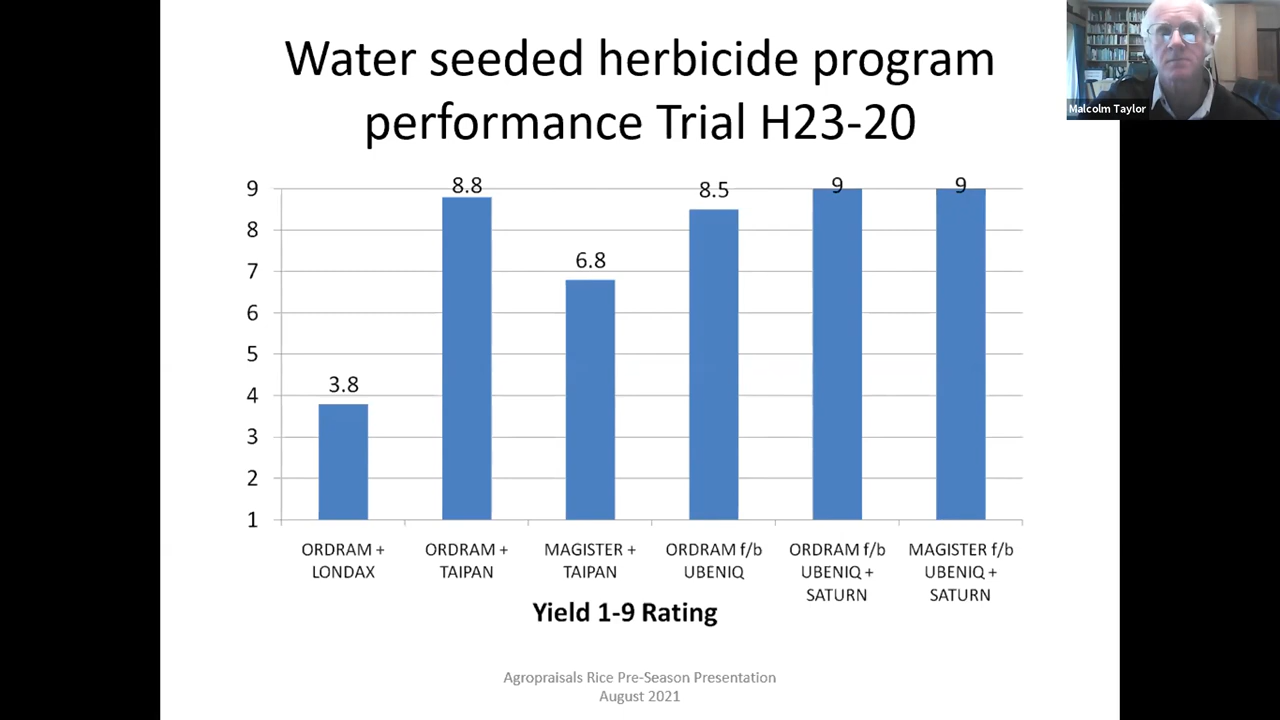 Water seeded herbicide program
performance Trial H23-20
Malcolm Taylor
9
8
7
6
5
4
3
2
1
3.8
8.8
6.8
8.5
9
9
ORDRAM +
LONDAX
ORDRAM +
TAIPAN
MAGISTER +
TAIPAN
ORDRAM f/b
UBENIQ
ORDRAM f/b
UBENIQ +
SATURN
MAGISTER f/b
UBENIQ +
SATURN
Yield 1-9 Rating
Agropraisals Rice Pre-Season Presentation
August 2021